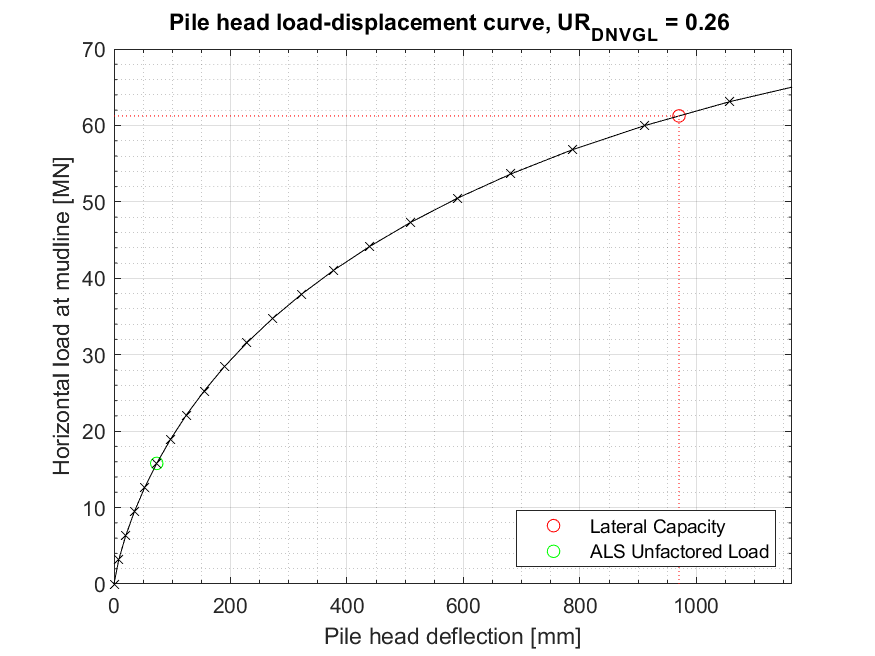 Pile head load-displacement curve, UR_DNVGL = 0.26
70
60
50
40
30
20
10
0
Horizontal load at mudline [MN]
Lateral Capacity
ALS Unfactored Load
0 200 400 600 800 1000
Pile head deflection [mm]